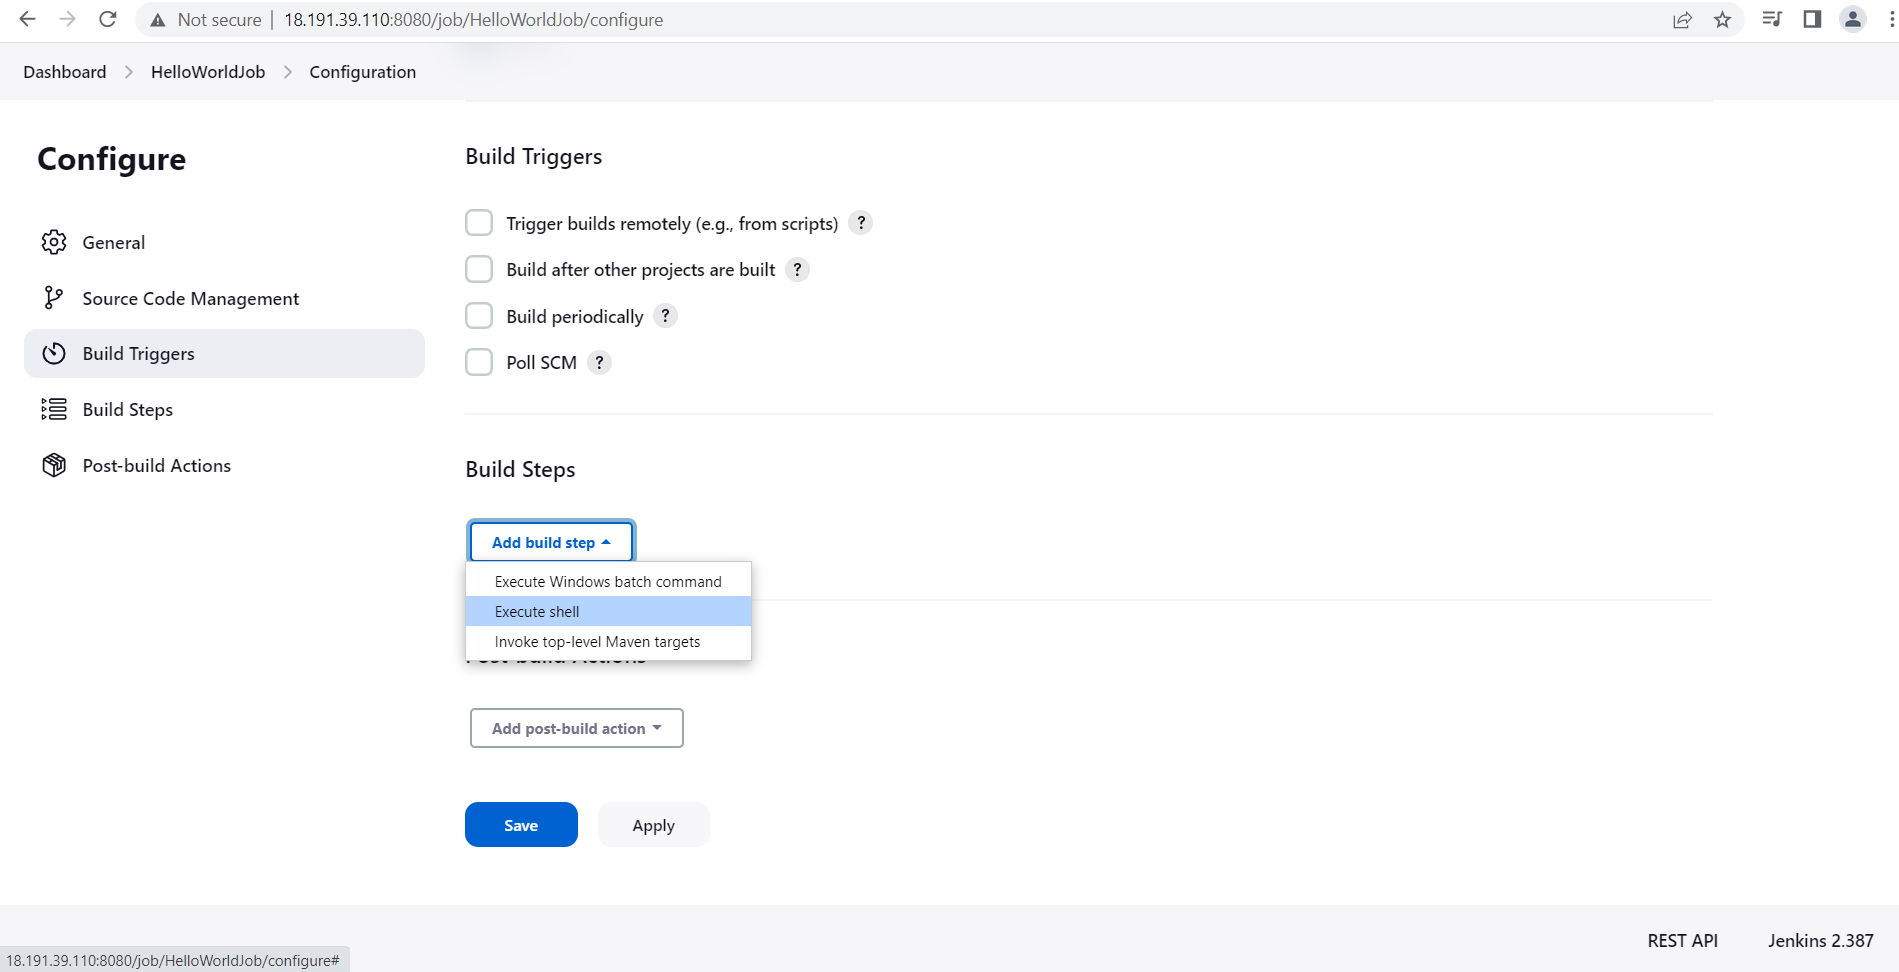 Not secure | 18.191.39.110:8080/job/HelloWorldJob/configure
Dashboard > HelloWorldJob > Configuration
Configure
General
Source Code Management
Build Triggers
Build Steps
Post-build Actions
Build Triggers
Trigger builds remotely (e.g., from scripts) ?
Build after other projects are built ?
Build periodically ?
Poll SCM ?
Build Steps
Add build step
Execute Windows batch command
Execute shell
Invoke top-level Maven targets
Post-build Actions
Add post-build action
Save Apply
REST API Jenkins 2.387
18.191.39.110:8080/job/HelloWorldJob/configure#